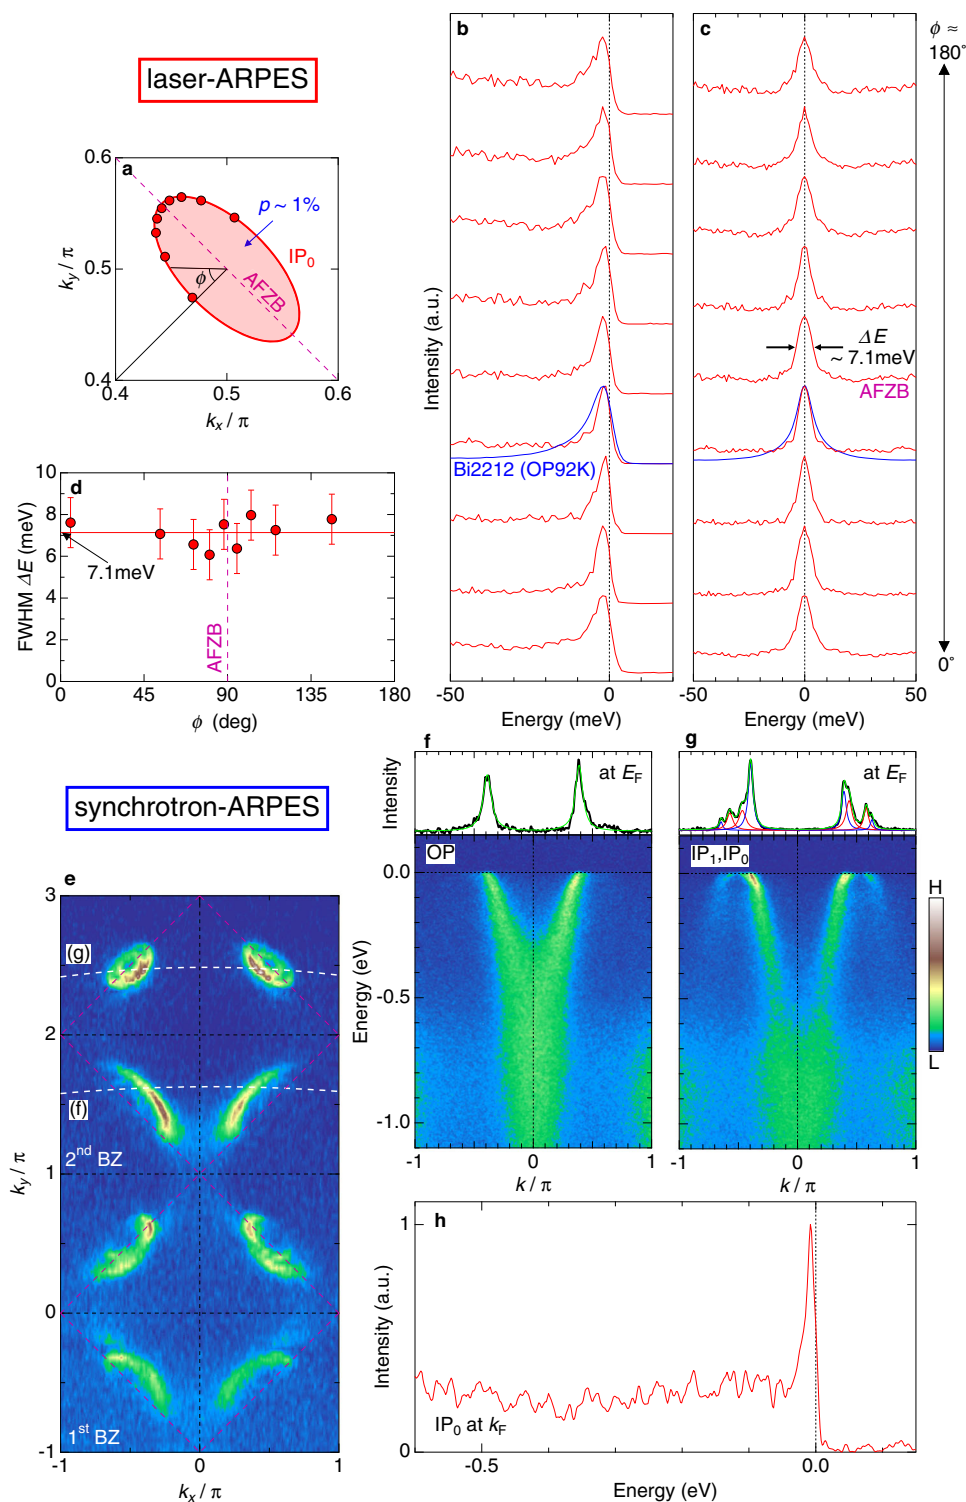 laser-ARPES
a
0.6
0.5
0.4
0.4
0.5
0.6
k_y / π
k_x / π
p ~ 1%
IP₀
AFZB
ϕ
b
Intensity (a.u.)
Bi2212 (OP92K)
-50
0
Energy (meV)
c
ϕ ≈
180°
ΔE
~ 7.1meV
AFZB
0°
-50
0
50
Energy (meV)
d
10
8
6
4
2
0
FWHM ΔE (meV)
7.1meV
AFZB
0
45
90
135
180
ϕ (deg)
synchrotron-ARPES
e
3
2
1
0
-1
k_y / π
(g)
(f)
2nd BZ
1st BZ
-1
0
1
k_x / π
f
Intensity
at E_F
OP
0.0
-0.5
-1.0
Energy (eV)
-1
0
1
k / π
g
at E_F
IP₁,IP₀
-1
0
1
k / π
H
L
h
1
0
Intensity (a.u.)
IP₀ at k_F
-0.5
0.0
Energy (eV)